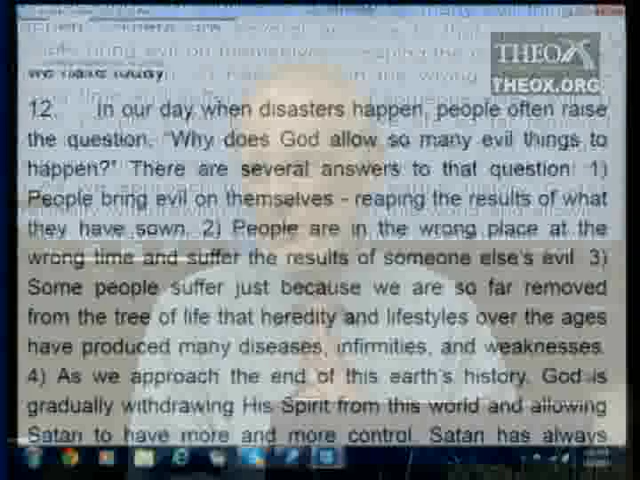 we have today
THEOX
THEOX.ORG
12. In our day when disasters happen, people often raise
the question, "Why does God allow so many evil things to
happen?" There are several answers to that question: 1)
People bring evil on themselves - reaping the results of what
they have sown. 2) People are in the wrong place at the
wrong time and suffer the results of someone else's evil. 3)
Some people suffer just because we are so far removed
from the tree of life that heredity and lifestyles over the ages
have produced many diseases, infirmities, and weaknesses.
4) As we approach the end of this earth's history, God is
gradually withdrawing His Spirit from this world and allowing
Satan to have more and more control. Satan has always